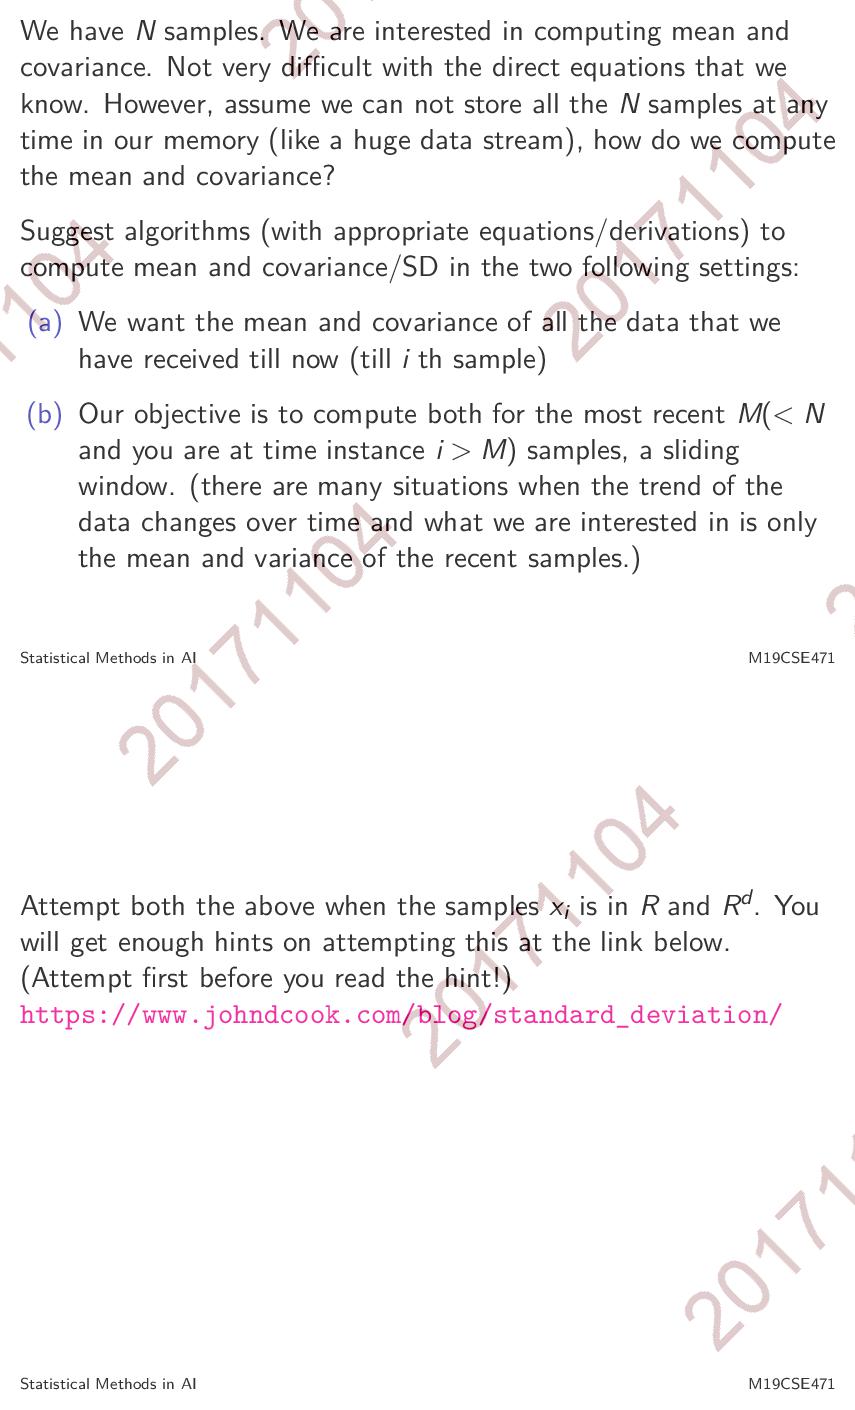 We have N samples. We are interested in computing mean and
covariance. Not very difficult with the direct equations that we
know. However, assume we can not store all the N samples at any
time in our memory (like a huge data stream), how do we compute
the mean and covariance?
Suggest algorithms (with appropriate equations/derivations) to
compute mean and covariance/SD in the two following settings:
(a) We want the mean and covariance of all the data that we
have received till now (till i th sample)
(b) Our objective is to compute both for the most recent M(< N
and you are at time instance i > M) samples, a sliding
window. (there are many situations when the trend of the
data changes over time and what we are interested in is only
the mean and variance of the recent samples.)
Statistical Methods in AI M19CSE471
Attempt both the above when the samples xᵢ is in R and Rᵈ. You
will get enough hints on attempting this at the link below.
(Attempt first before you read the hint!)
https://www.johndcook.com/blog/standard_deviation/
Statistical Methods in AI M19CSE471
20171104
20171104
20171104